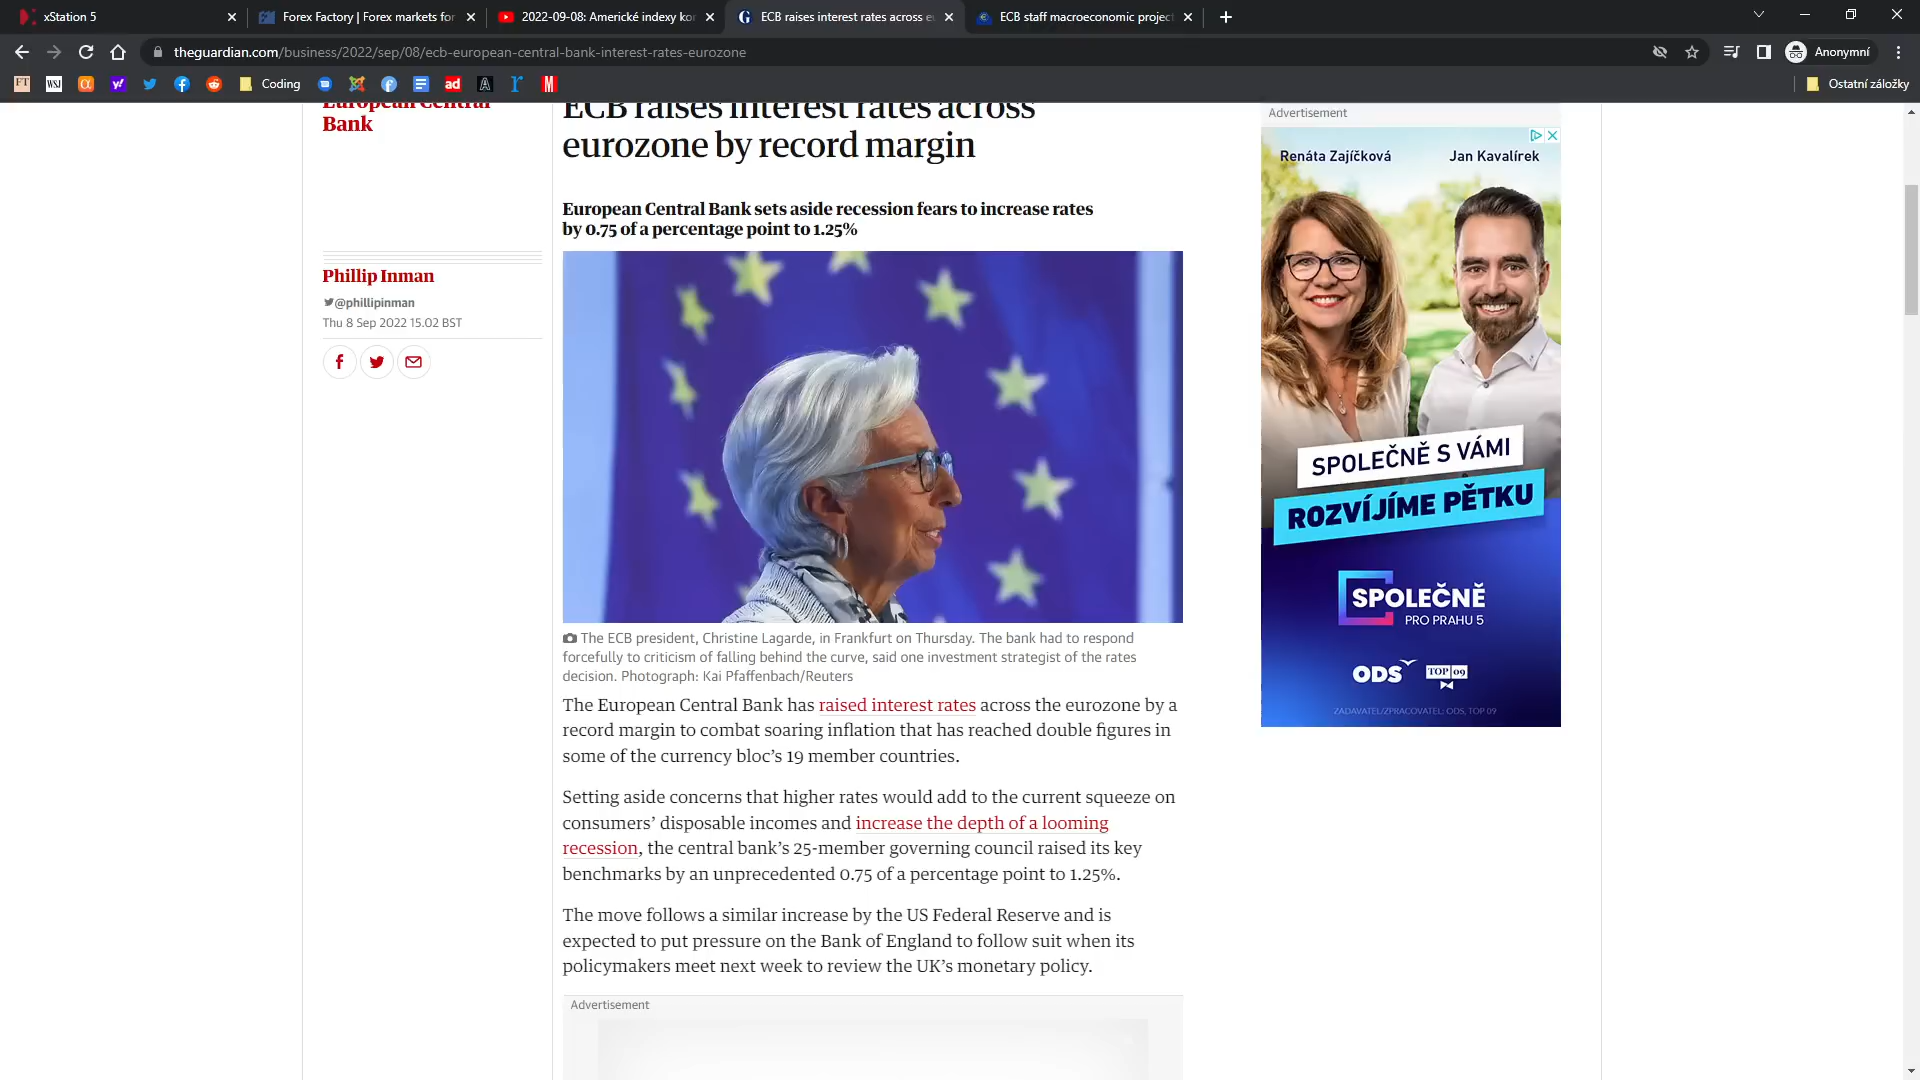 xStation 5
Forex Factory | Forex markets for
2022-09-08: Americké indexy kor
ECB raises interest rates across e
ECB staff macroeconomic project
theguardian.com/business/2022/sep/08/ecb-european-central-bank-interest-rates-eurozone
Anonymní
FT
WSJ
Coding
ad
Ostatní záložky
European Central
Bank
ECB raises interest rates across
eurozone by record margin
European Central Bank sets aside recession fears to increase rates
by 0.75 of a percentage point to 1.25%
Phillip Inman
@phillipinman
Thu 8 Sep 2022 15.02 BST
The ECB president, Christine Lagarde, in Frankfurt on Thursday. The bank had to respond
forcefully to criticism of falling behind the curve, said one investment strategist of the rates
decision. Photograph: Kai Pfaffenbach/Reuters
The European Central Bank has raised interest rates across the eurozone by a
record margin to combat soaring inflation that has reached double figures in
some of the currency bloc’s 19 member countries.
Setting aside concerns that higher rates would add to the current squeeze on
consumers’ disposable incomes and increase the depth of a looming
recession, the central bank’s 25-member governing council raised its key
benchmarks by an unprecedented 0.75 of a percentage point to 1.25%.
The move follows a similar increase by the US Federal Reserve and is
expected to put pressure on the Bank of England to follow suit when its
policymakers meet next week to review the UK’s monetary policy.
Advertisement
Advertisement
Renáta Zajíčková
Jan Kavalírek
SPOLEČNĚ S VÁMI
ROZVÍJÍME PĚTKU
SPOLEČNĚ
PRO PRAHU 5
ODS
TOP 09
ZADAVATEL/ZPRACOVATEL: ODS, TOP 09